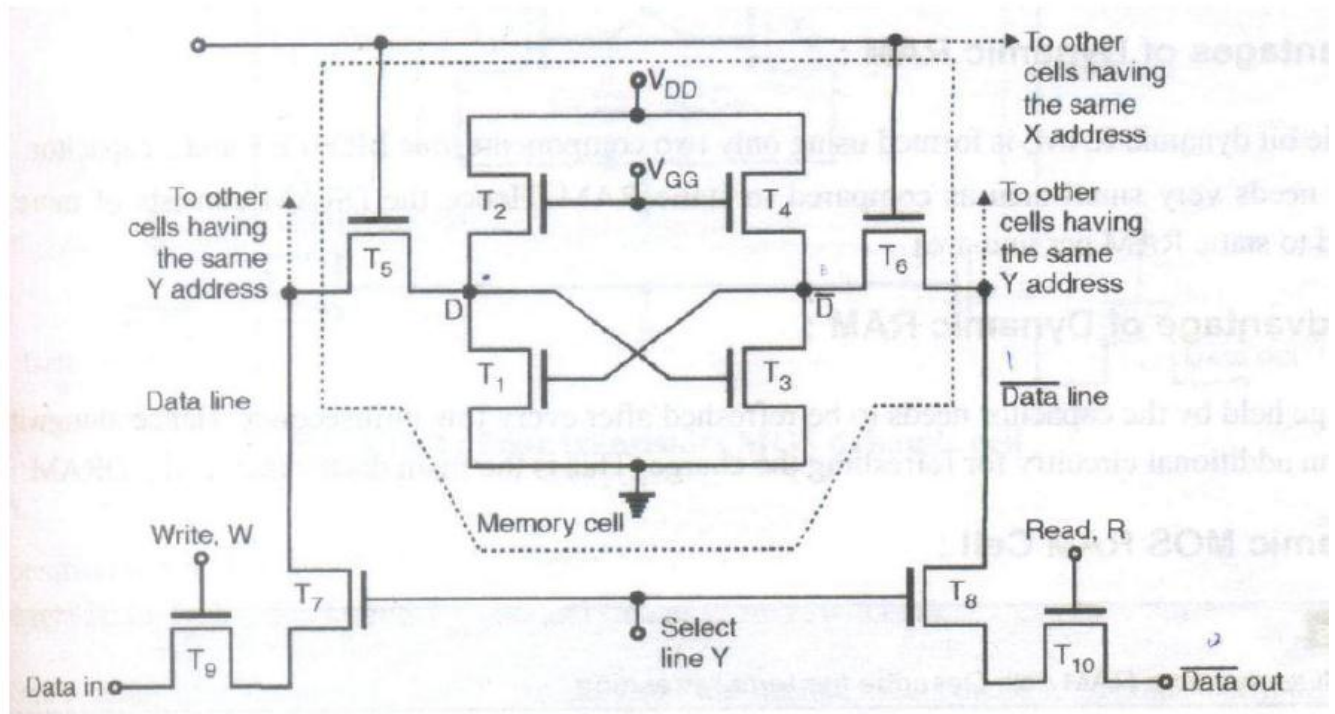 To other
cells having
the same
X address
V_DD
V_GG
To other
cells having
the same
Y address
T_2
T_4
To other
cells having
the same
Y address
T_5
T_6
D
D̅
T_1
T_3
Data line
D̅a̅t̅a̅ line
Memory cell
Write, W
Read, R
T_7
T_8
Select
line Y
T_9
T_10
Data in
D̅a̅t̅a̅ out